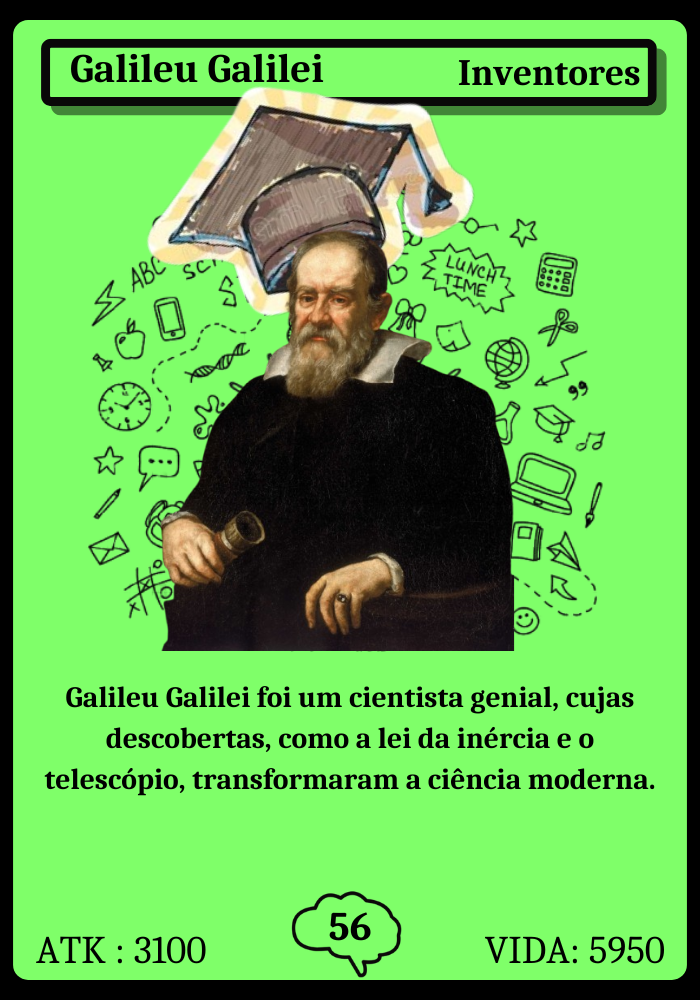 Galileu Galilei
Inventores
ABC
LUNCH
TIME
Galileu Galilei foi um cientista genial, cujas
descobertas, como a lei da inércia e o
telescópio, transformaram a ciência moderna.
56
ATK : 3100
VIDA: 5950